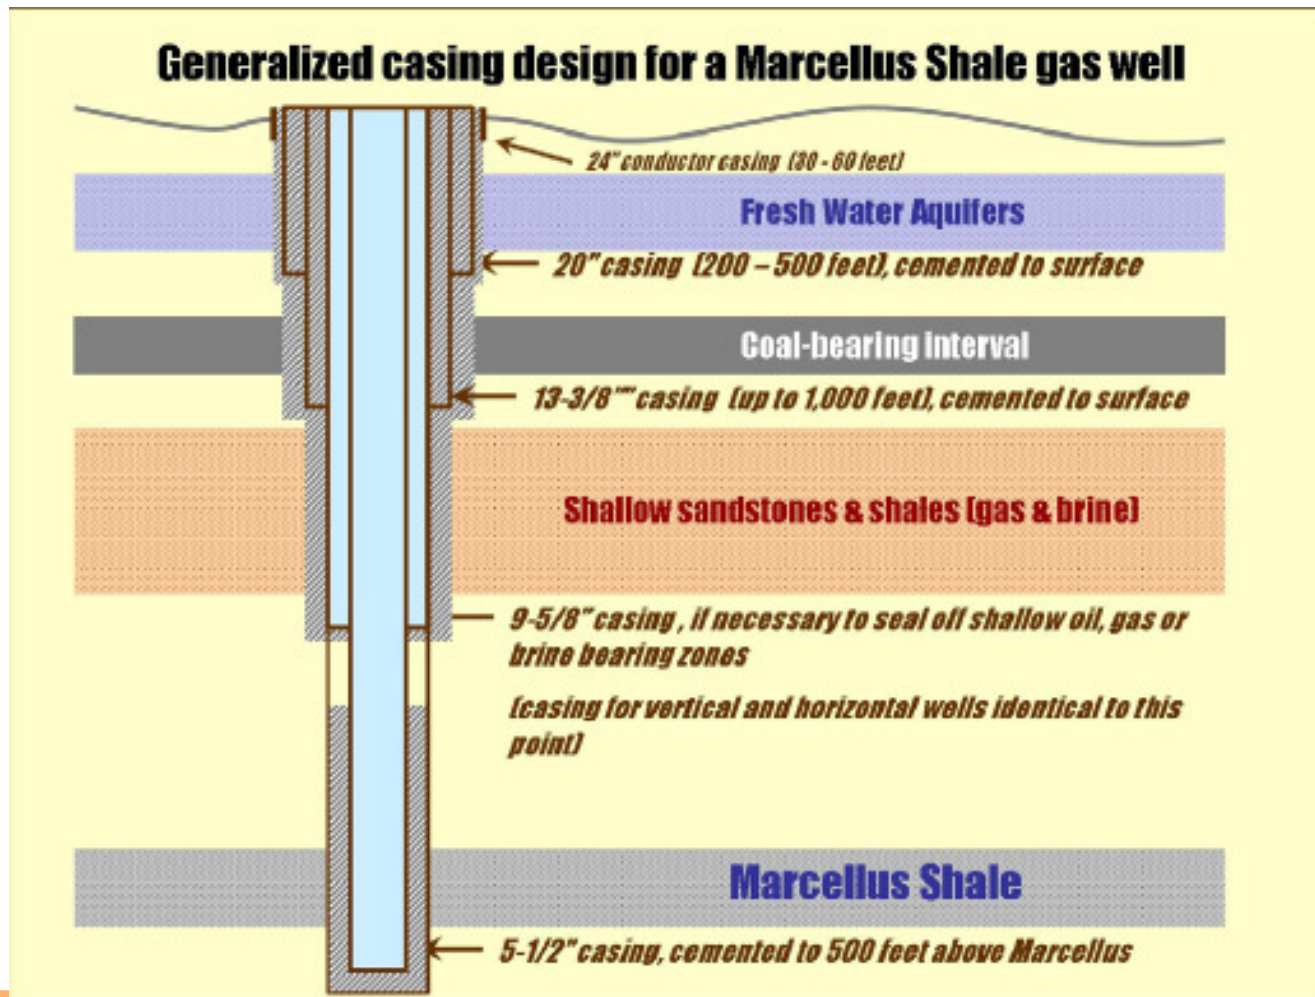 Generalized casing design for a Marcellus Shale gas well
24" conductor casing (30 - 60 feet)
Fresh Water Aquifers
20" casing (200 – 500 feet), cemented to surface
Coal-bearing Interval
13-3/8"" casing (up to 1,000 feet), cemented to surface
Shallow sandstones & shales (gas & brine)
9-5/8" casing , if necessary to seal off shallow oil, gas or
brine bearing zones
(casing for vertical and horizontal wells identical to this
point)
Marcellus Shale
5-1/2" casing, cemented to 500 feet above Marcellus